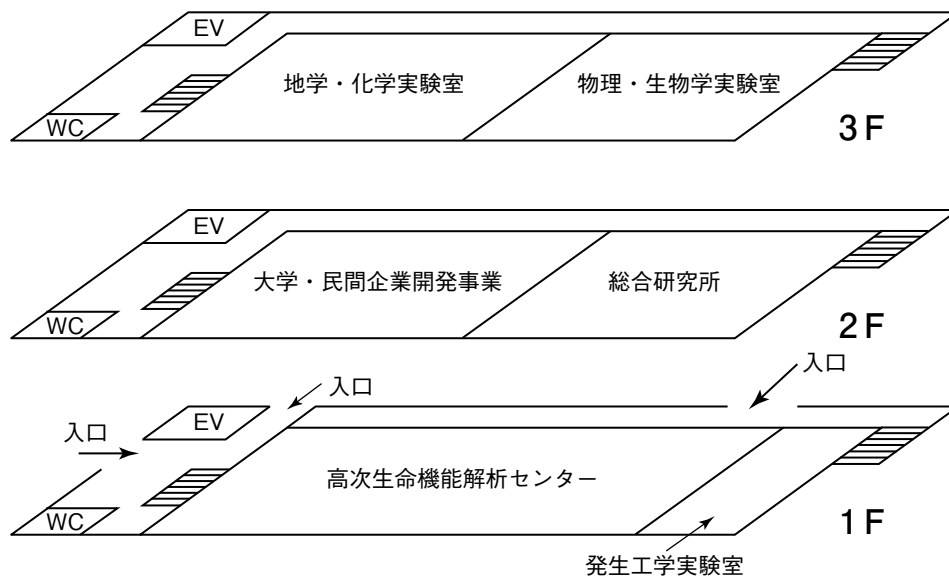 EV
地学・化学実験室
物理・生物学実験室
WC
3F
EV
大学・民間企業開発事業
総合研究所
WC
2F
入口
入口
EV
入口
高次生命機能解析センター
WC
1F
発生工学実験室